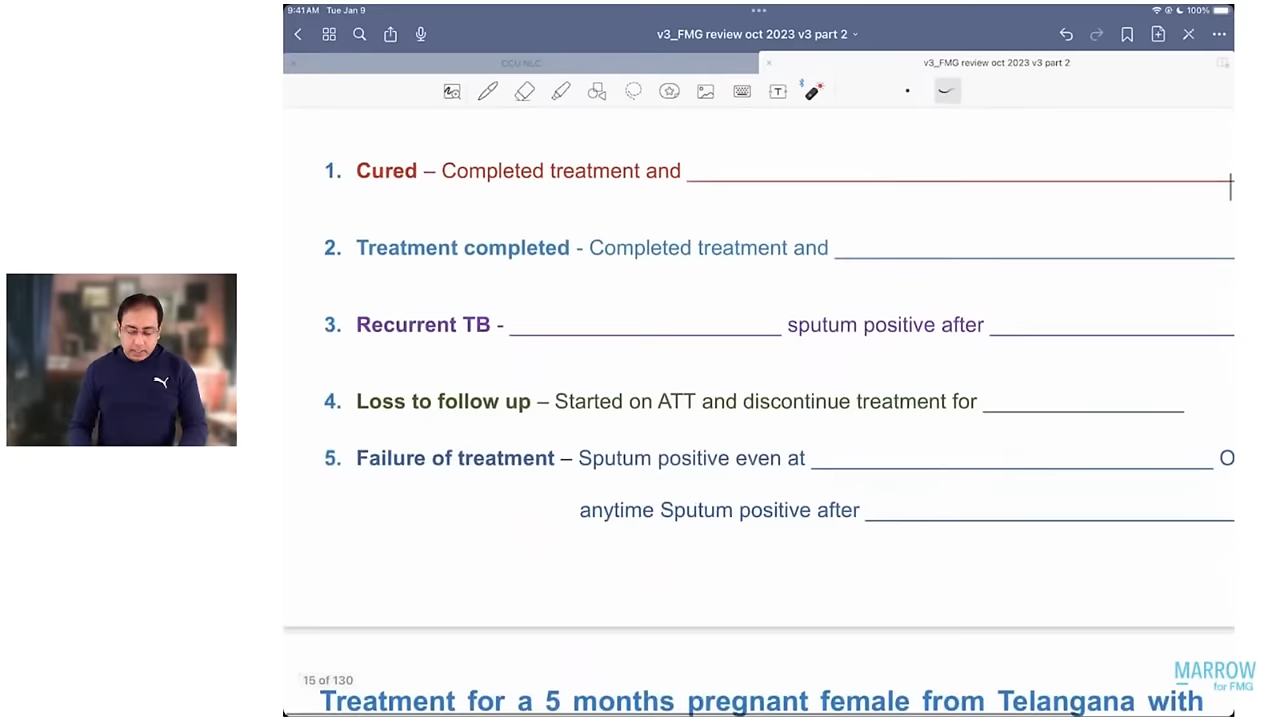 9:41 AM Tue Jan 9
100%
v3_FMG review oct 2023 v3 part 2
CCU NLC
v3_FMG review oct 2023 v3 part 2
1. Cured – Completed treatment and
2. Treatment completed - Completed treatment and
3. Recurrent TB - sputum positive after
4. Loss to follow up – Started on ATT and discontinue treatment for
5. Failure of treatment – Sputum positive even at O
anytime Sputum positive after
15 of 130
Treatment for a 5 months pregnant female from Telangana with
MARROW
for FMG